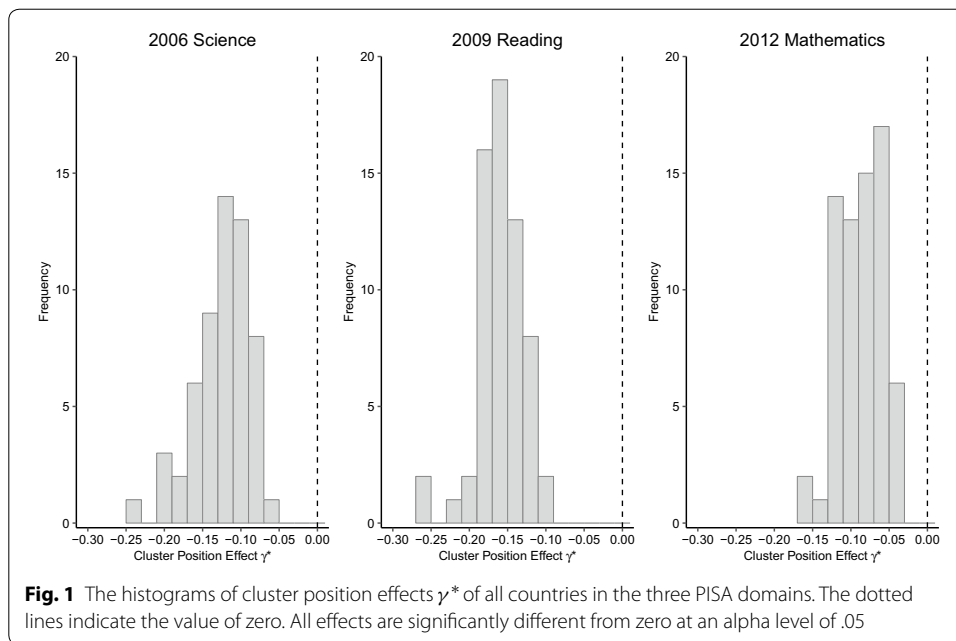 2006 Science
2009 Reading
2012 Mathematics
20
15
10
5
0
Frequency
−0.30 −0.25 −0.20 −0.15 −0.10 −0.05 0.00
Cluster Position Effect γ*
20
15
10
5
0
Frequency
−0.30 −0.25 −0.20 −0.15 −0.10 −0.05 0.00
Cluster Position Effect γ*
20
15
10
5
0
Frequency
−0.30 −0.25 −0.20 −0.15 −0.10 −0.05 0.00
Cluster Position Effect γ*
Fig. 1 The histograms of cluster position effects γ* of all countries in the three PISA domains. The dotted
lines indicate the value of zero. All effects are significantly different from zero at an alpha level of .05